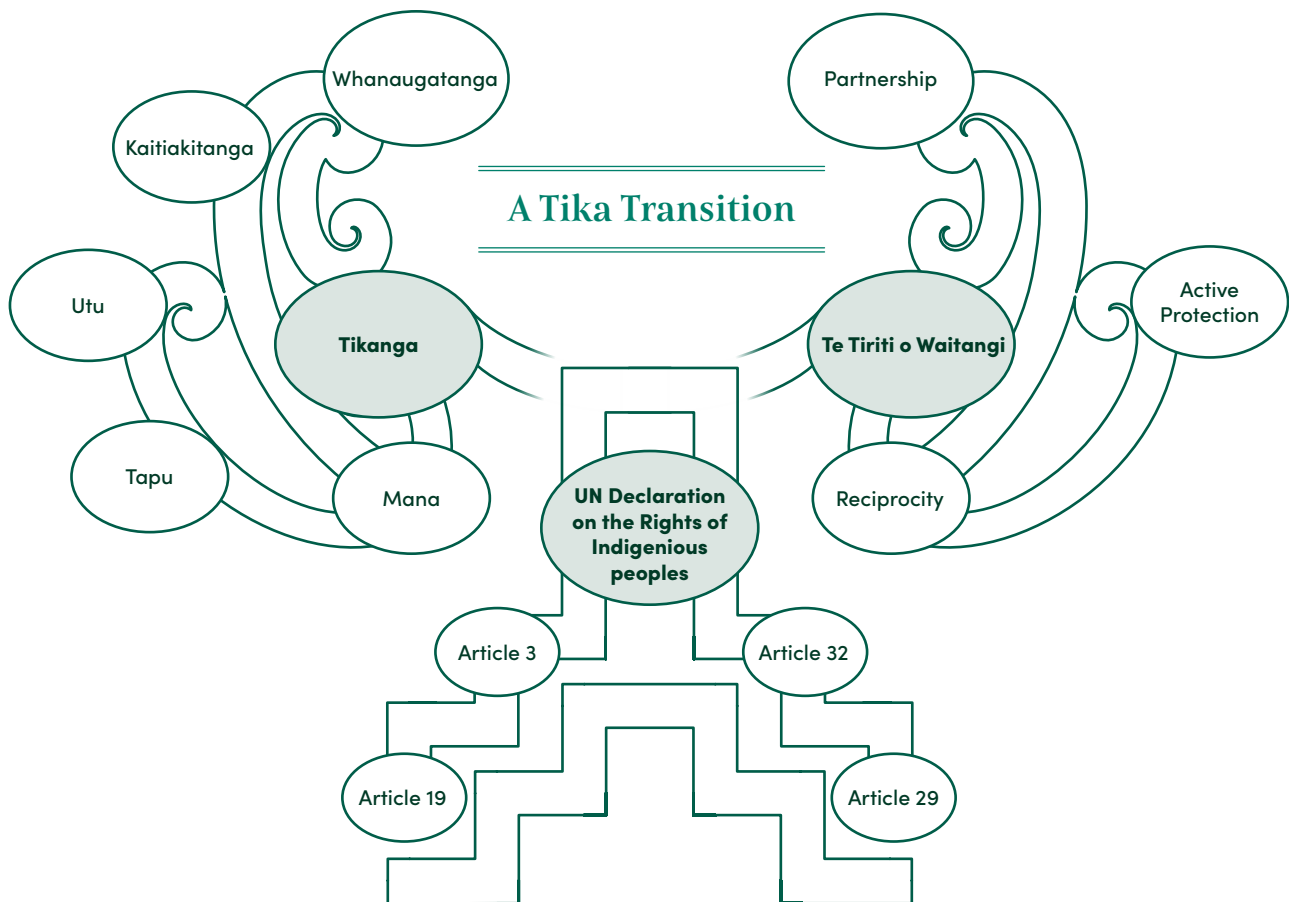 A Tika Transition
Whanaugatanga
Kaitiakitanga
Utu
Tikanga
Tapu
Mana
Partnership
Active
Protection
Te Tiriti o Waitangi
Reciprocity
UN Declaration
on the Rights of
Indigenious
peoples
Article 3
Article 32
Article 19
Article 29